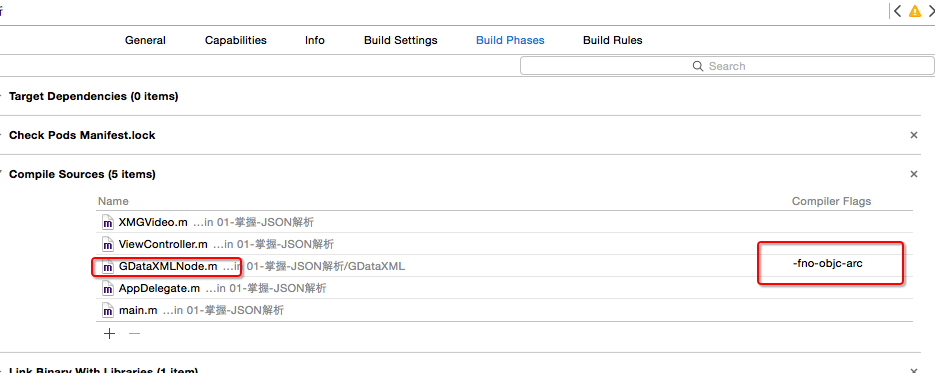 General Capabilities Info Build Settings Build Phases Build Rules
Search
Target Dependencies (0 items)
Check Pods Manifest.lock
Compile Sources (5 items)
Name Compiler Flags
m XMGVideo.m ...in 01-掌握-JSON解析
m ViewController.m ...in 01-掌握-JSON解析
m GDataXMLNode.m ...in 01-掌握-JSON解析/GDataXML -fno-objc-arc
m AppDelegate.m ...in 01-掌握-JSON解析
m main.m ...in 01-掌握-JSON解析
Link Binary With Libraries (1 item)